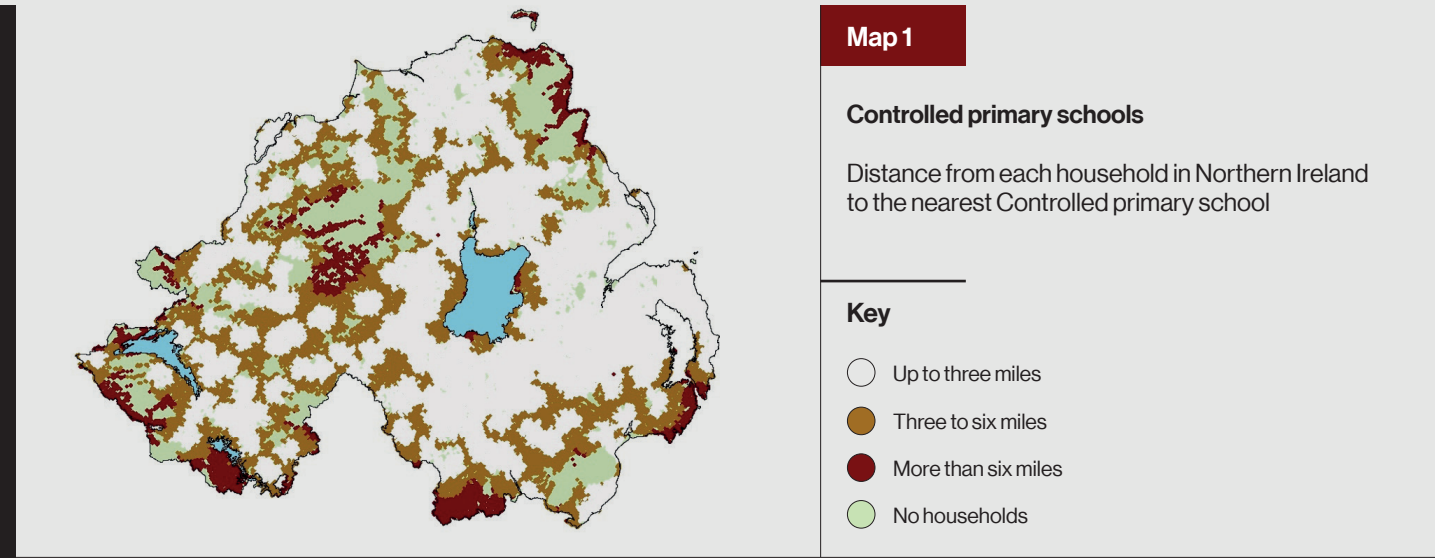 Map 1
Controlled primary schools
Distance from each household in Northern Ireland
to the nearest Controlled primary school
Key
Up to three miles
Three to six miles
More than six miles
No households